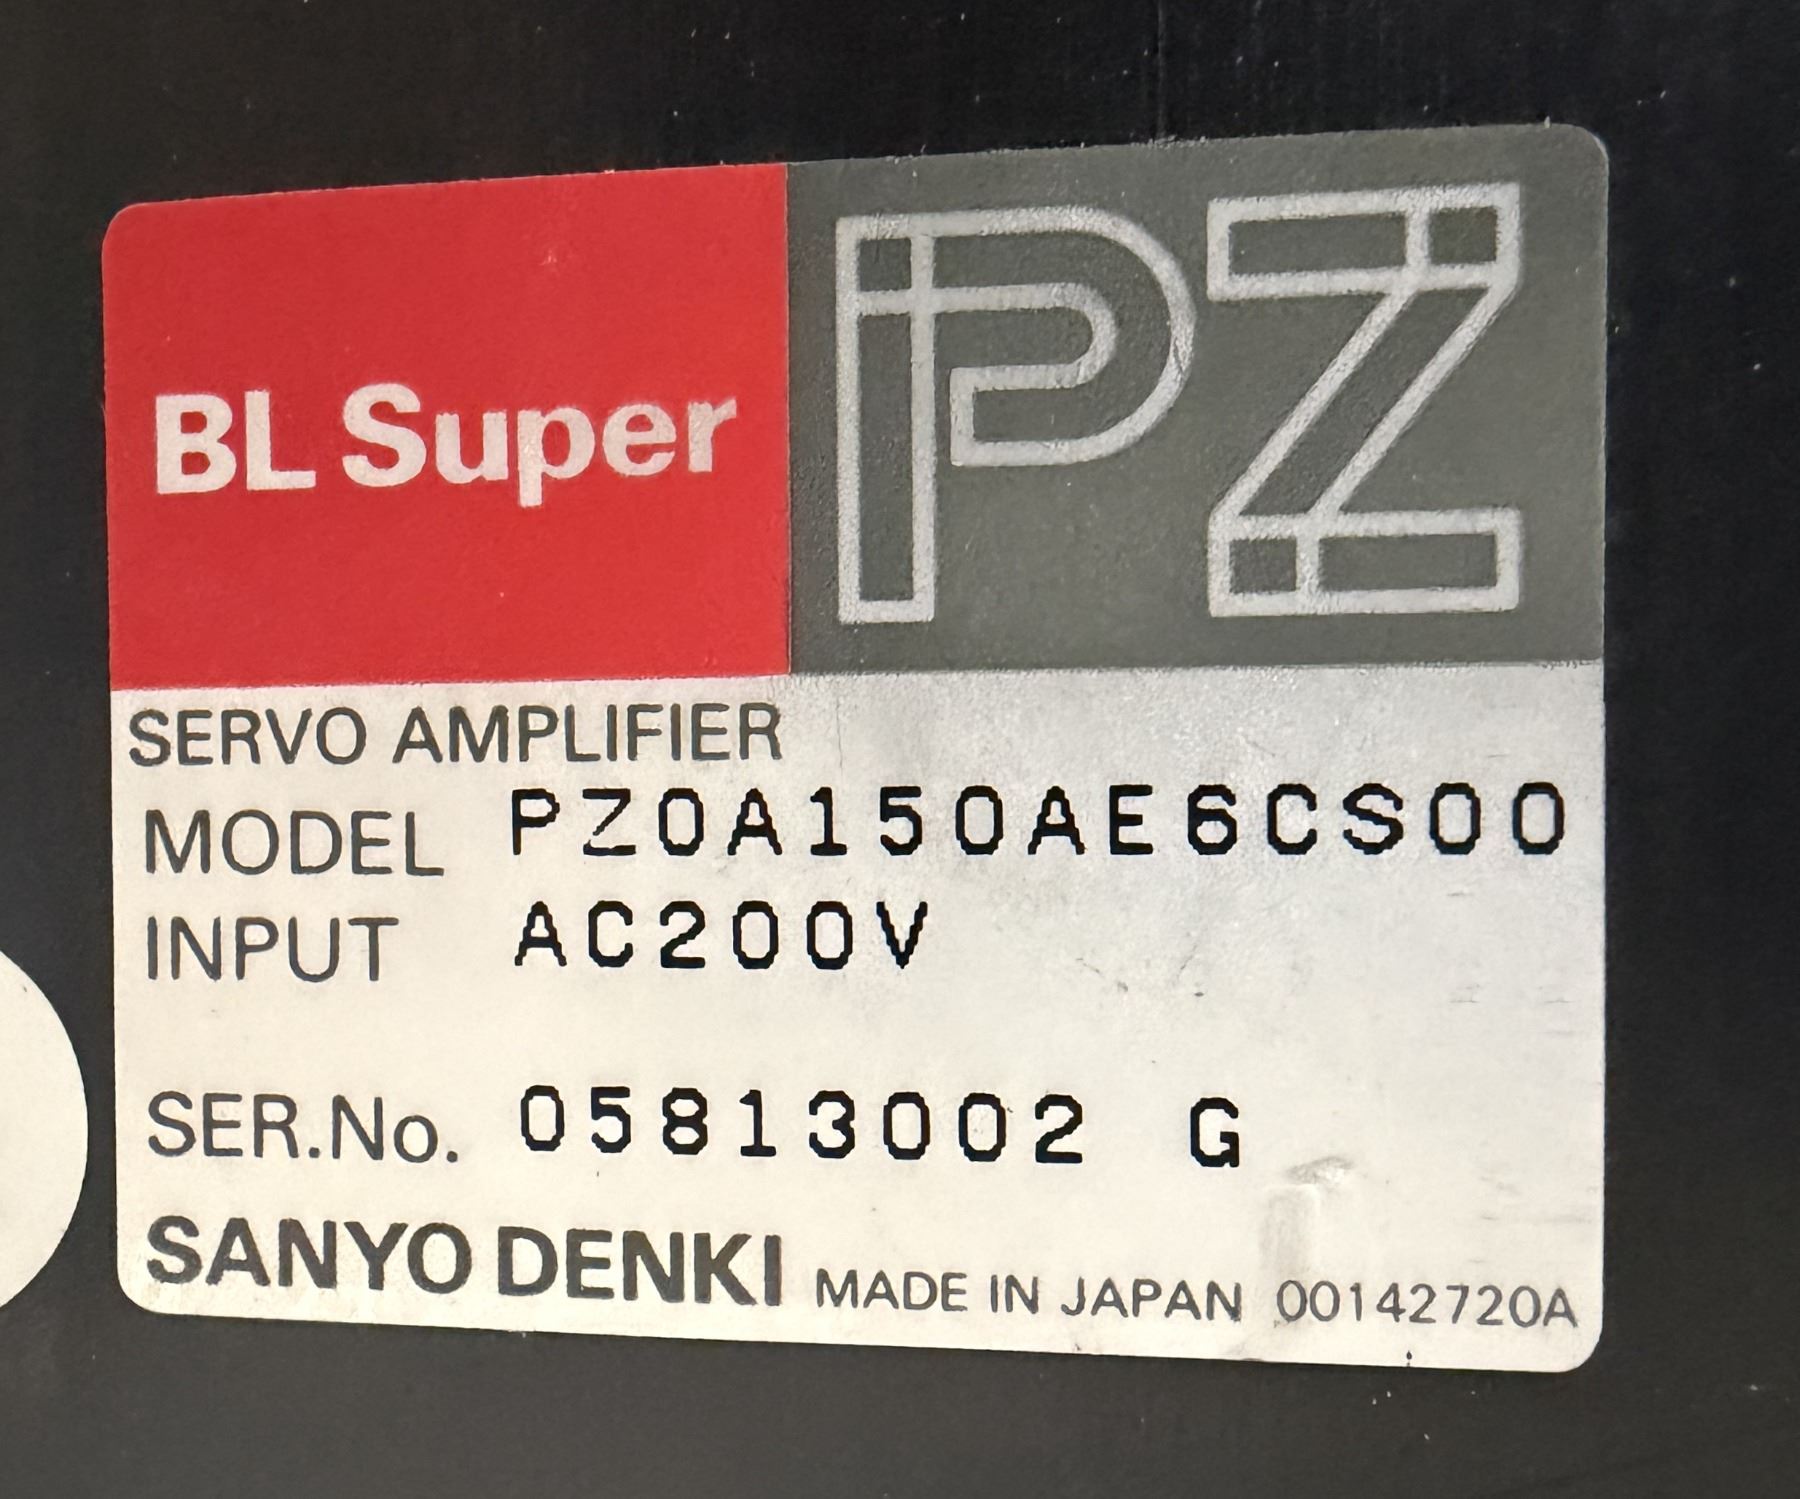 BL Super PZ
SERVO AMPLIFIER
MODEL PZ0A150AE6CS00
INPUT AC200V
SER.No. 05813002 G
SANYO DENKI MADE IN JAPAN 00142720A